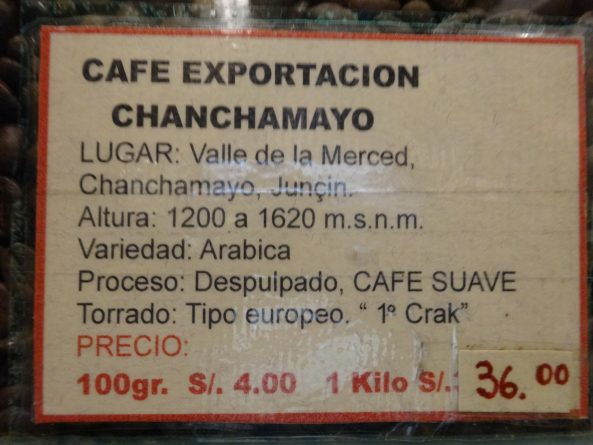 CAFE EXPORTACION
CHANCHAMAYO
LUGAR: Valle de la Merced,
Chanchamayo, Junçin.
Altura: 1200 a 1620 m.s.n.m.
Variedad: Arabica
Proceso: Despulpado, CAFE SUAVE
Torrado: Tipo europeo. “ 1º Crak”
PRECIO:
100gr. S/. 4.00 1 Kilo S/. 36.00